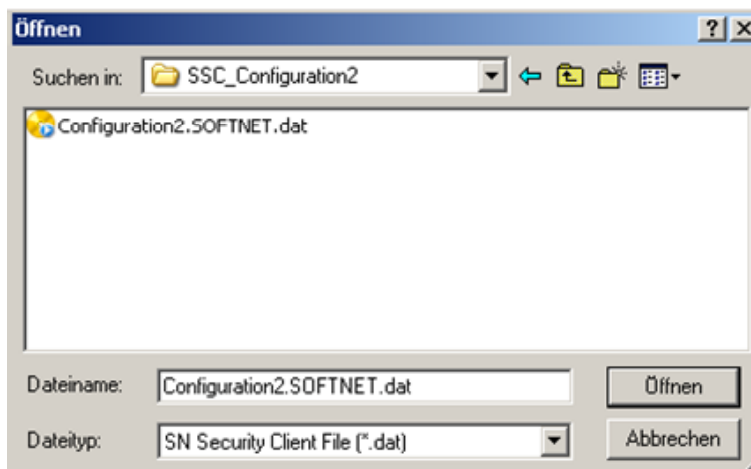 Öffnen
Suchen in: SSC_Configuration2
Configuration2.SOFTNET.dat
Dateiname: Configuration2.SOFTNET.dat Öffnen
Dateityp: SN Security Client File (*.dat) Abbrechen